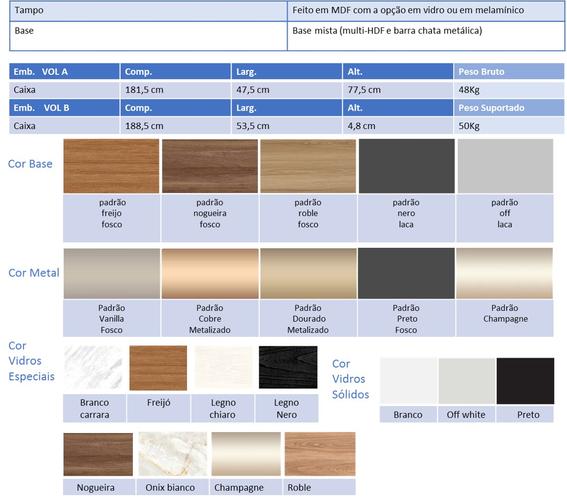 Tampo Feito em MDF com a opção em vidro ou em melamínico
Base Base mista (multi-HDF e barra chata metálica)
Emb. VOL A Comp. Larg. Alt. Peso Bruto
Caixa 181,5 cm 47,5 cm 77,5 cm 48Kg
Emb. VOL B Comp. Larg. Alt. Peso Suportado
Caixa 188,5 cm 53,5 cm 4,8 cm 50Kg
Cor Base
padrão padrão padrão padrão padrão
freijo nogueira roble nero off
fosco fosco fosco laca laca
Cor Metal
Padrão Padrão Padrão Padrão Padrão
Vanilla Cobre Dourado Preto Champagne
Fosco Metalizado Metalizado Fosco
Cor
Vidros
Especiais
Branco Freijó Legno Legno
carrara chiaro Nero
Cor
Vidros
Sólidos
Branco Off white Preto
Nogueira Onix bianco Champagne Roble